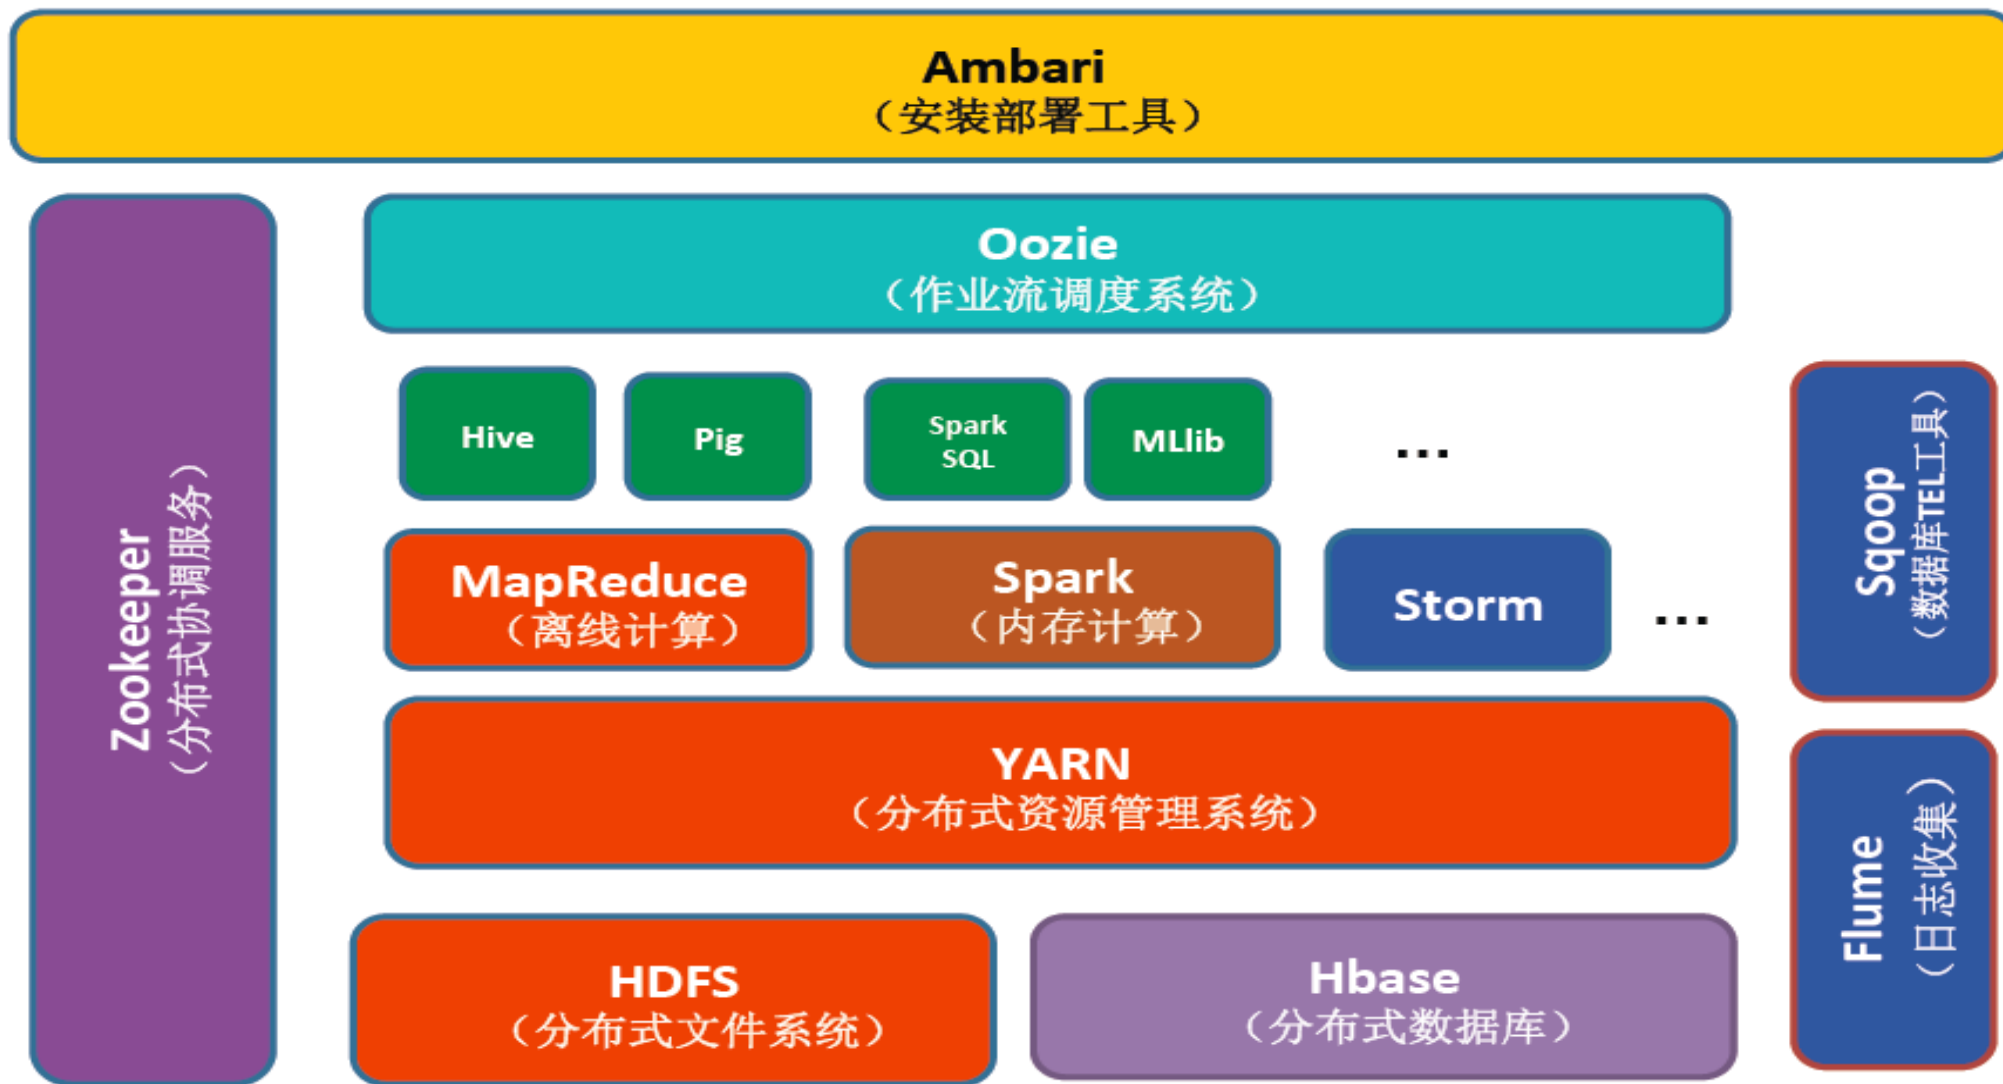 Ambari
（安装部署工具）
Zookeeper
（分布式协调服务）
Oozie
（作业流调度系统）
Hive
Pig
Spark
SQL
MLlib
...
MapReduce
（离线计算）
Spark
（内存计算）
Storm
...
YARN
（分布式资源管理系统）
HDFS
（分布式文件系统）
Hbase
（分布式数据库）
Sqoop
（数据库TEL工具）
Flume
（日志收集）